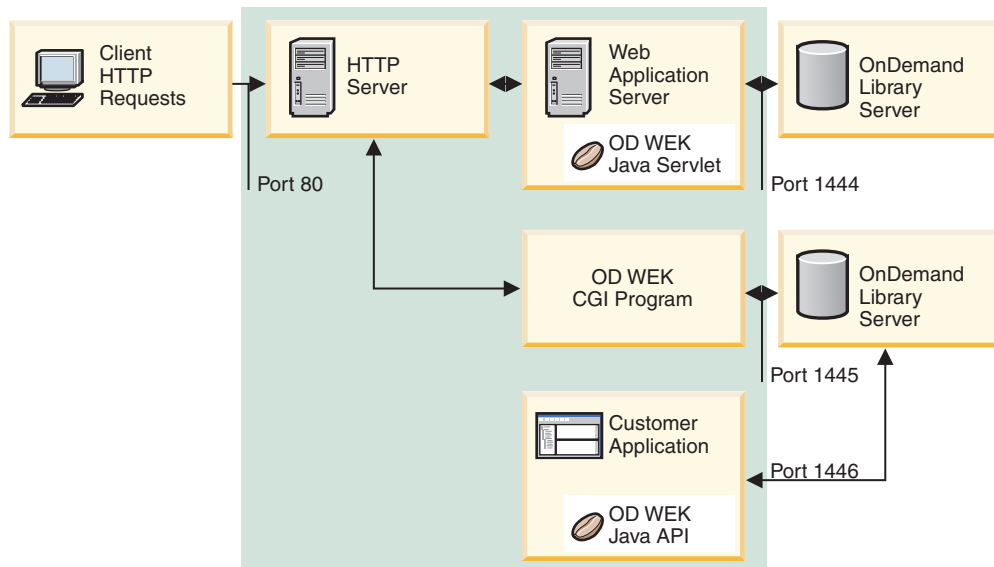 Client
HTTP
Requests
HTTP
Server
Web
Application
Server
OD WEK
Java Servlet
OnDemand
Library
Server
Port 80
Port 1444
OD WEK
CGI Program
OnDemand
Library
Server
Port 1445
Customer
Application
OD WEK
Java API
Port 1446